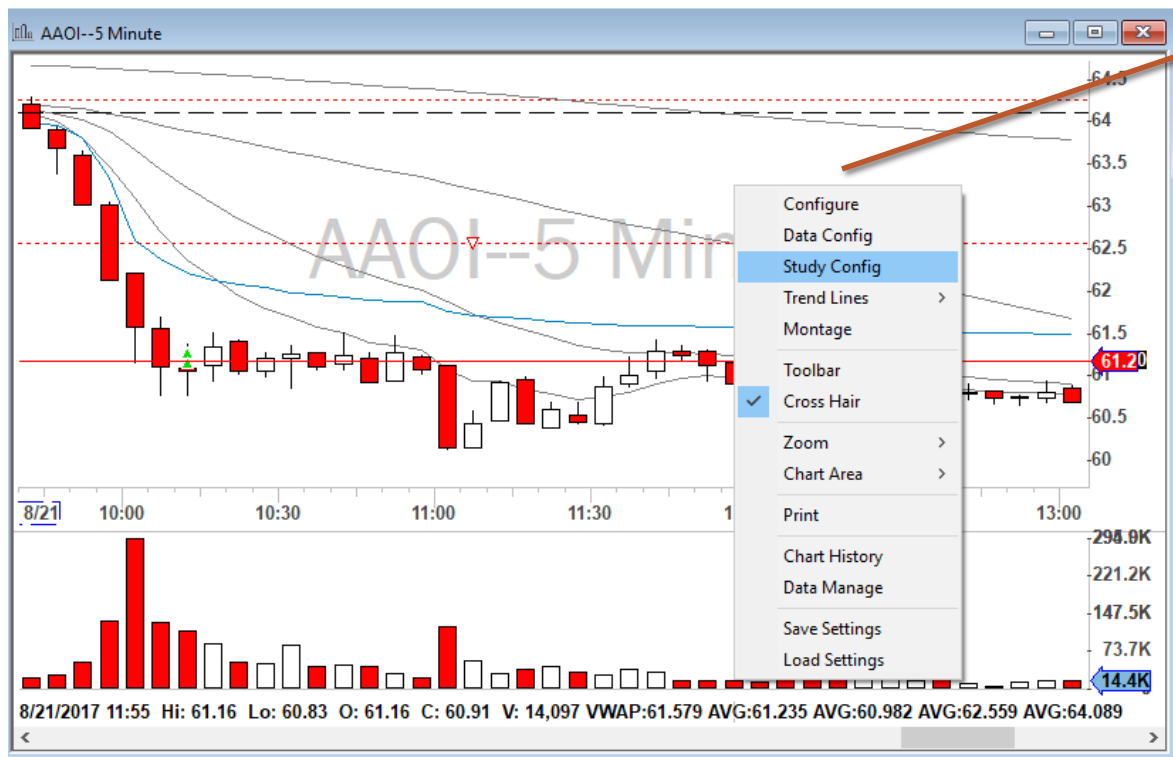 AAOI--5 Minute
64.5
64
63.5
63
62.5
AAOI--5 Min
62
61.5
61.20
61
60.5
60
Configure
Data Config
Study Config
Trend Lines
Montage
Toolbar
Cross Hair
Zoom
Chart Area
Print
Chart History
Data Manage
Save Settings
Load Settings
8/21 10:00 10:30 11:00 11:30 1 13:00
221.2K
147.5K
73.7K
14.4K
8/21/2017 11:55 Hi: 61.16 Lo: 60.83 O: 61.16 C: 60.91 V: 14,097 VWAP:61.579 AVG:61.235 AVG:60.982 AVG:62.559 AVG:64.089